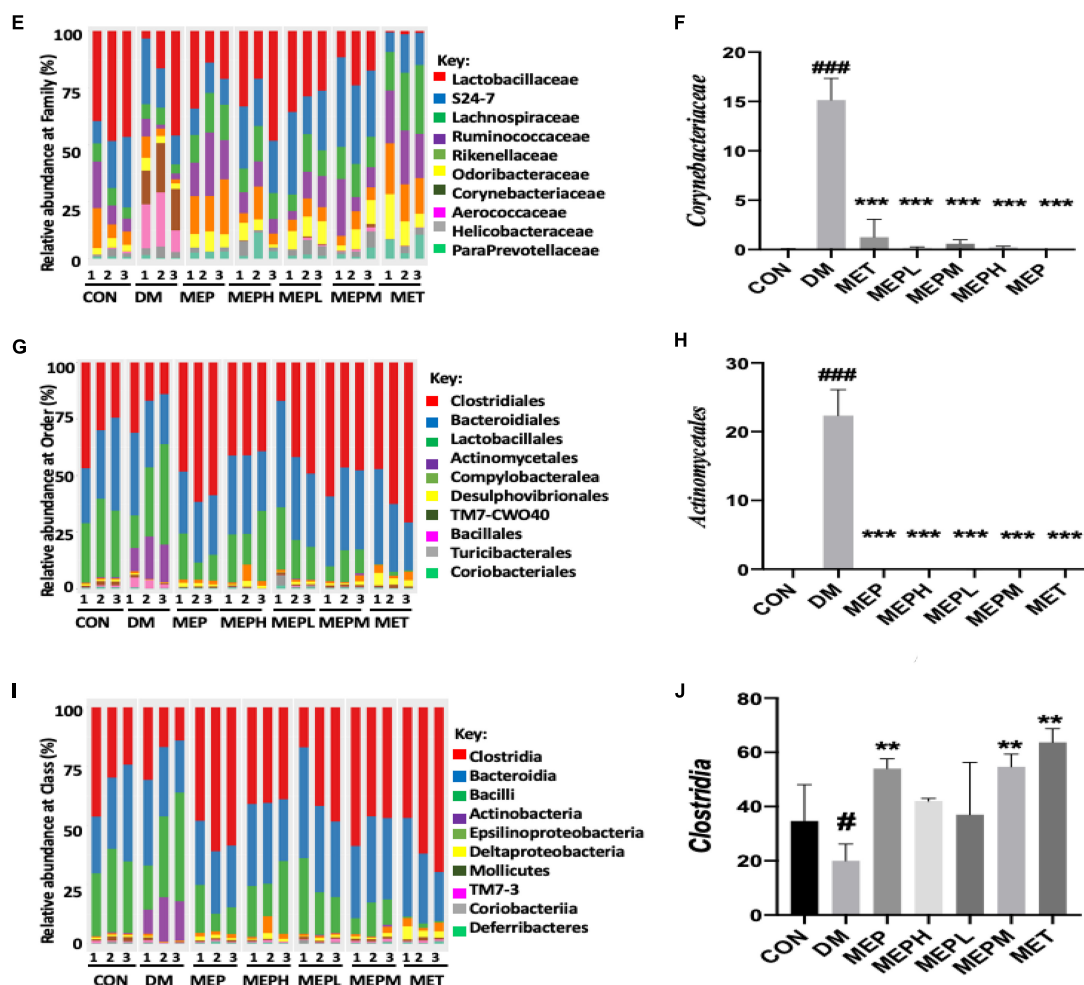 E
Relative abundance at Family (%)
100
75
50
25
0
1 2 3 1 2 3 1 2 3 1 2 3 1 2 3 1 2 3 1 2 3
CON DM MEP MEPH MEPL MEPM MET
Key:
Lactobacillaceae
S24-7
Lachnospiraceae
Ruminococcaceae
Rikenellaceae
Odoribacteraceae
Corynebacteriaceae
Aerococcaceae
Helicobacteraceae
ParaPrevotellaceae
F
Corynebacteriaceae
20
15
10
5
0
###
*** *** *** *** ***
CON DM MET MEPL MEPM MEPH MEP
G
Relative abundance at Order (%)
100
75
50
25
0
1 2 3 1 2 3 1 2 3 1 2 3 1 2 3 1 2 3 1 2 3
CON DM MEP MEPH MEPL MEPM MET
Key:
Clostridiales
Bacteroidiales
Lactobacillales
Actinomycetales
Compylobacteralea
Desulphovibrionales
TM7-CWO40
Bacillales
Turicibacterales
Coriobacteriales
H
Actinomycetales
30
20
10
0
###
*** *** *** *** ***
CON DM MEP MEPH MEPL MEPM MET
I
Relative abundance at Class (%)
100
75
50
25
0
1 2 3 1 2 3 1 2 3 1 2 3 1 2 3 1 2 3 1 2 3
CON DM MEP MEPH MEPL MEPM MET
Key:
Clostridia
Bacteroidia
Bacilli
Actinobacteria
Epsilinoproteobacteria
Deltaproteobacteria
Mollicutes
TM7-3
Coriobacteriia
Deferribacteres
J
Clostridia
80
60
40
20
0
# ** ** **
CON DM MEP MEPH MEPL MEPM MET